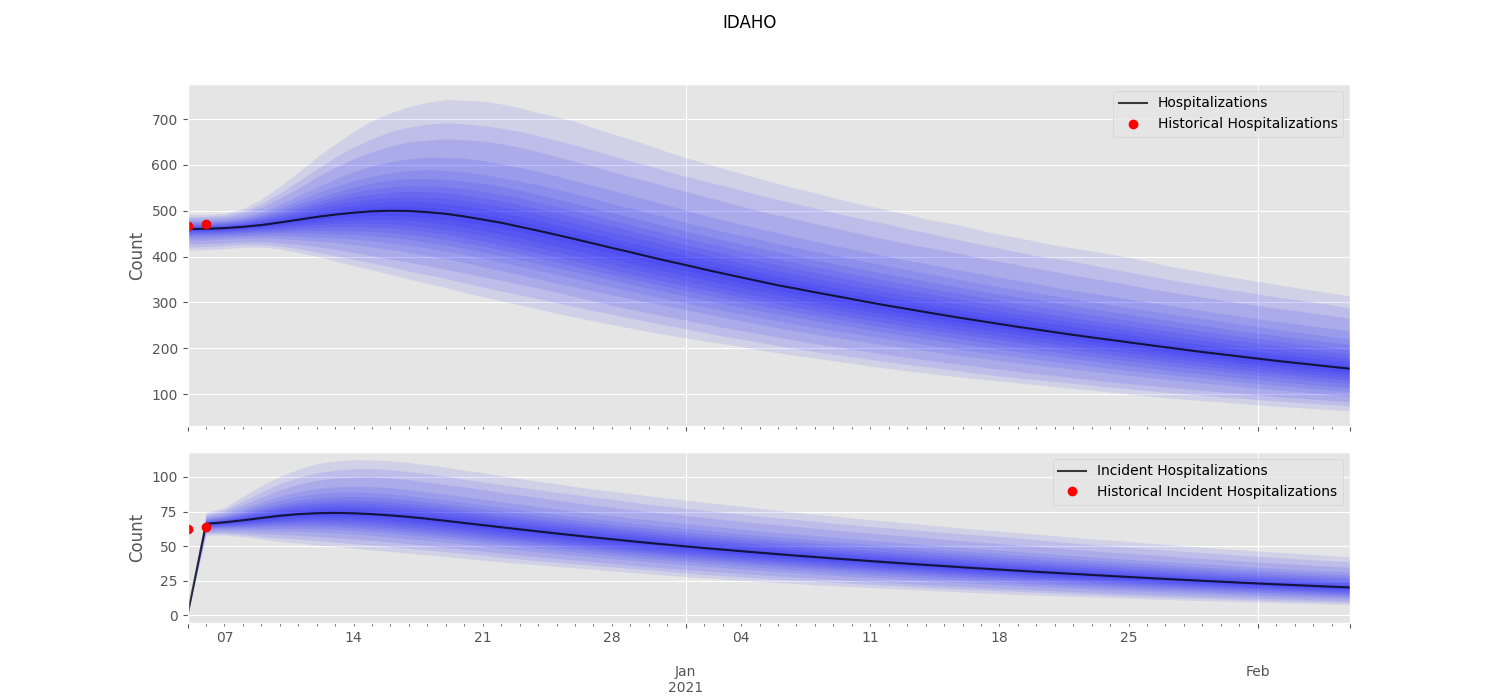 IDAHO
Hospitalizations
Historical Hospitalizations
700
600
500
400
300
200
100
Count
Incident Hospitalizations
Historical Incident Hospitalizations
100
75
50
25
0
Count
07 14 21 28 04 11 18 25
Jan Feb
2021